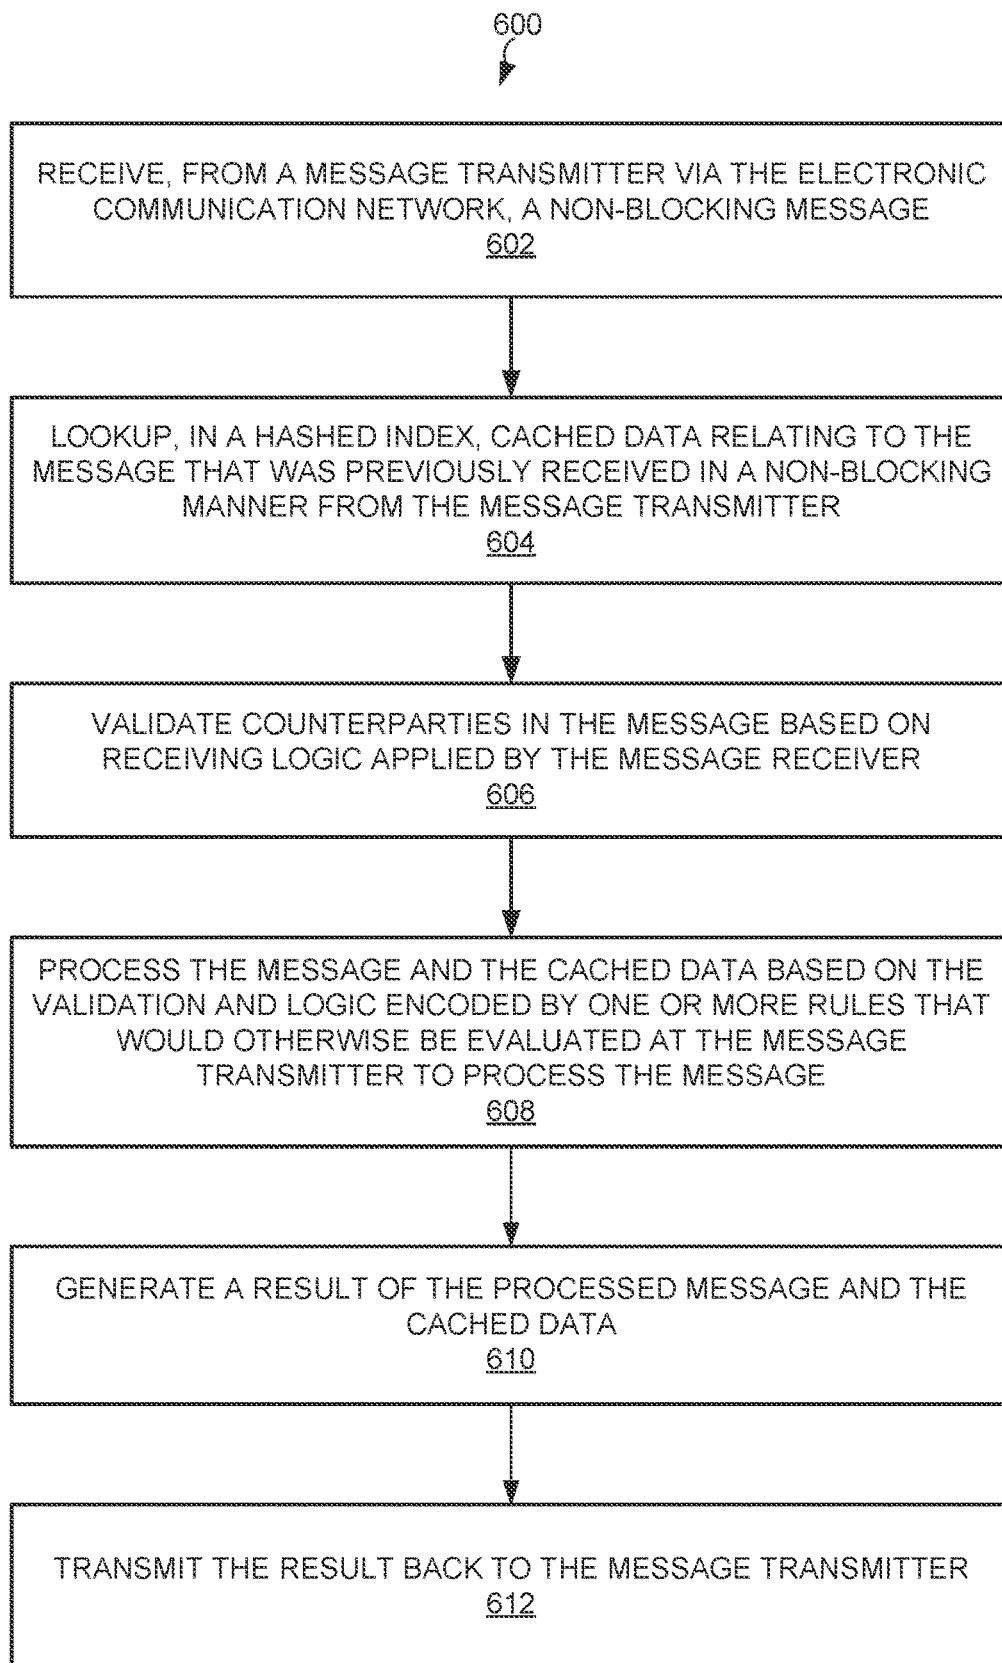 600
RECEIVE, FROM A MESSAGE TRANSMITTER VIA THE ELECTRONIC
COMMUNICATION NETWORK, A NON-BLOCKING MESSAGE
602
LOOKUP, IN A HASHED INDEX, CACHED DATA RELATING TO THE
MESSAGE THAT WAS PREVIOUSLY RECEIVED IN A NON-BLOCKING
MANNER FROM THE MESSAGE TRANSMITTER
604
VALIDATE COUNTERPARTIES IN THE MESSAGE BASED ON
RECEIVING LOGIC APPLIED BY THE MESSAGE RECEIVER
606
PROCESS THE MESSAGE AND THE CACHED DATA BASED ON THE
VALIDATION AND LOGIC ENCODED BY ONE OR MORE RULES THAT
WOULD OTHERWISE BE EVALUATED AT THE MESSAGE
TRANSMITTER TO PROCESS THE MESSAGE
608
GENERATE A RESULT OF THE PROCESSED MESSAGE AND THE
CACHED DATA
610
TRANSMIT THE RESULT BACK TO THE MESSAGE TRANSMITTER
612